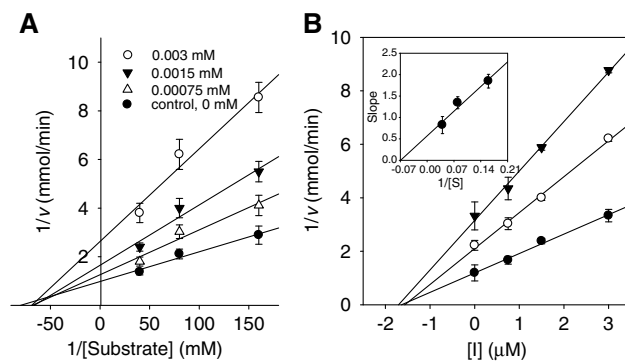 A
B
1/v (mmol/min)
10
8
6
4
2
0.003 mM
0.0015 mM
0.00075 mM
control, 0 mM
-50
0
50
100
150
1/[Substrate] (mM)
1/v (mmol/min)
10
8
6
4
2
0
Slope
2.5
2.0
1.5
1.0
0.5
0.0
-0.07
0.00
0.07
0.14
0.21
1/[S]
-2
-1
0
1
2
3
[I] (μM)